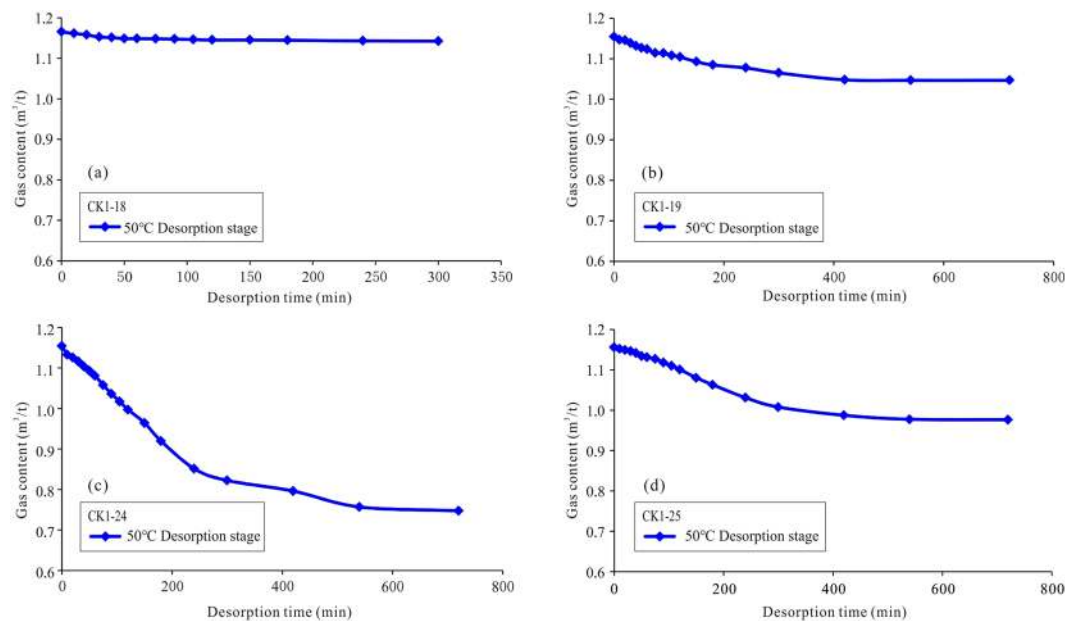 Gas content (m³/t)
1.2
1.1
1.0
0.9
0.8
0.7
0.6
(a)
CK1-18
50℃ Desorption stage
0 50 100 150 200 250 300 350
Desorption time (min)
Gas content (m³/t)
1.2
1.1
1.0
0.9
0.8
0.7
0.6
(b)
CK1-19
50℃ Desorption stage
0 200 400 600 800
Desorption time (min)
Gas content (m³/t)
1.2
1.1
1.0
0.9
0.8
0.7
0.6
(c)
CK1-24
50℃ Desorption stage
0 200 400 600 800
Desorption time (min)
Gas content (m³/t)
1.2
1.1
1.0
0.9
0.8
0.7
0.6
(d)
CK1-25
50℃ Desorption stage
0 200 400 600 800
Desorption time (min)